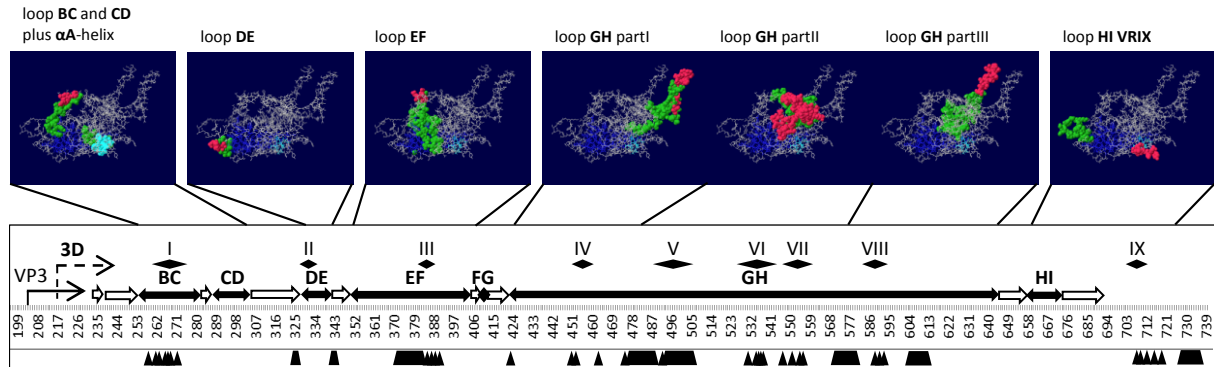 loop BC and CD
plus αA-helix
loop DE
loop EF
loop GH partI
loop GH partII
loop GH partIII
loop HI VRIX
3D
I
II
III
IV
V
VI
VII
VIII
IX
VP3
BC
CD
DE
EF
FG
GH
HI
199 208 217 226 235 244 253 262 271 280 289 298 307 316 325 334 343 352 361 370 379 388 397 406 415 424 433 442 451 460 469 478 487 496 505 514 523 532 541 550 559 568 577 586 595 604 613 622 631 640 649 658 667 676 685 694 703 712 721 730 739